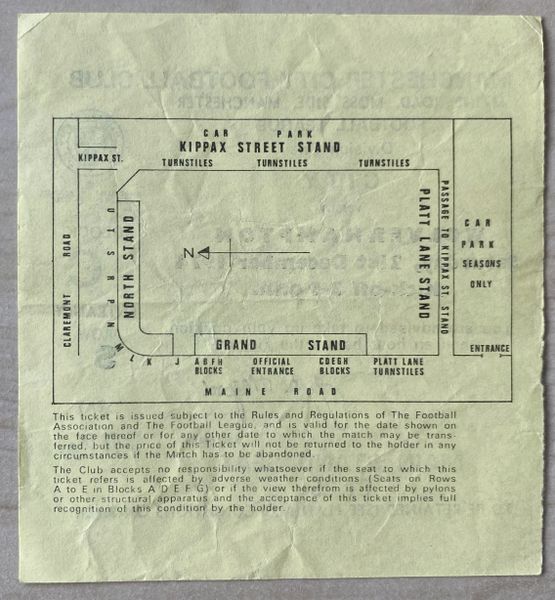 CAR PARK
KIPPAX STREET STAND
KIPPAX ST.
TURNSTILES TURNSTILES TURNSTILES
CLAREMONT ROAD
U T S R P N M L K J
NORTH STAND
N
PLATT LANE STAND
PASSAGE TO KIPPAX ST. STAND
CAR
PARK
SEASONS
ONLY
ENTRANCE
GRAND STAND
A B F H
BLOCKS
OFFICIAL
ENTRANCE
C D E G H
BLOCKS
PLATT LANE
TURNSTILES
MAINE ROAD
This ticket is issued subject to the Rules and Regulations of The Football
Association and The Football League, and is valid for the date shown on
the face hereof or for any other date to which the match may be trans-
ferred, but the price of this Ticket will not be returned to the holder in any
circumstances if the Match has to be abandoned.
The Club accepts no responsibility whatsoever if the seat to which this
ticket refers is affected by adverse weather conditions (Seats on Rows
A to E in Blocks A D E F G) or if the view therefrom is affected by pylons
or other structural apparatus and the acceptance of this ticket implies full
recognition of this condition by the holder.